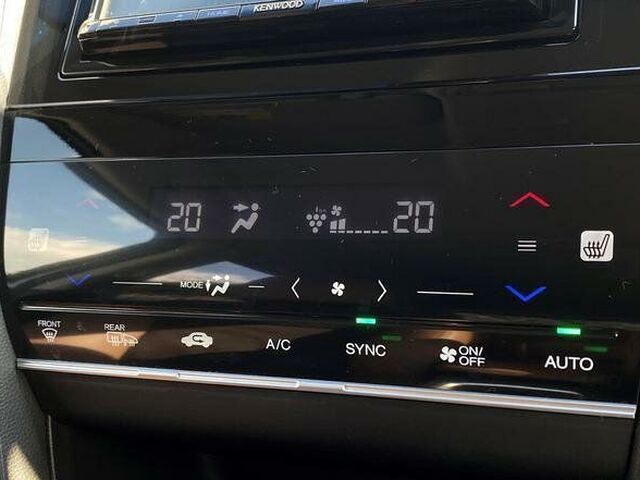 KENWOOD
20 20
MODE
FRONT
REAR
A/C
SYNC
ON/
OFF
AUTO